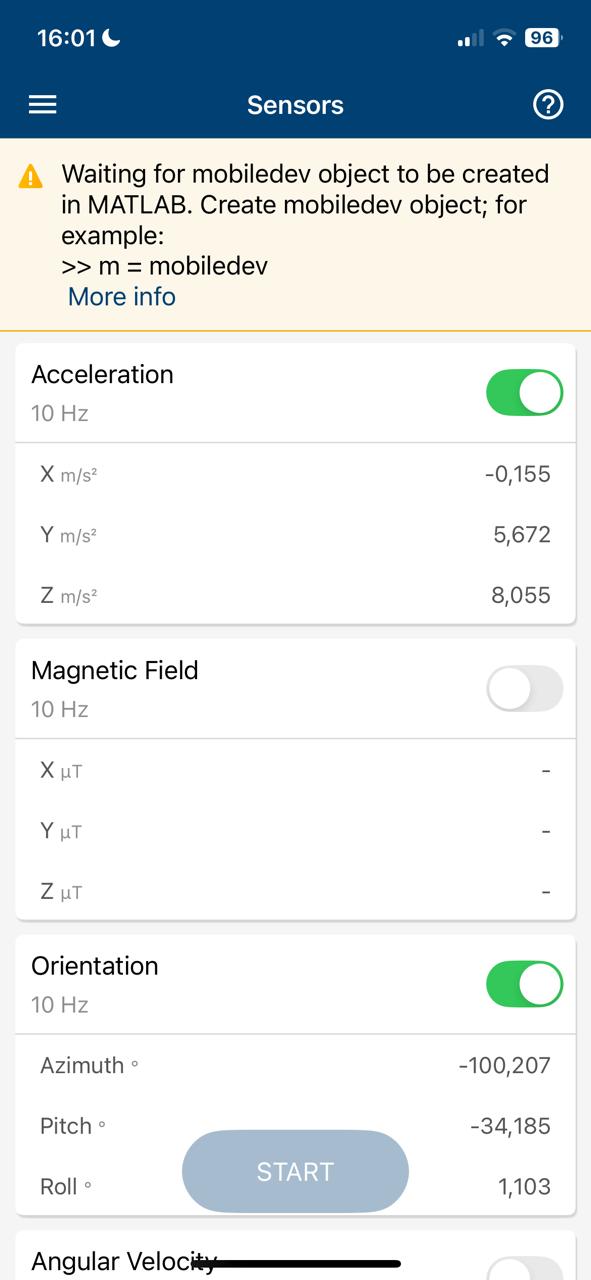 16:01
96
Sensors
Waiting for mobiledev object to be created
in MATLAB. Create mobiledev object; for
example:
>> m = mobiledev
More info
Acceleration
10 Hz
X m/s²
-0,155
Y m/s²
5,672
Z m/s²
8,055
Magnetic Field
10 Hz
X µT
-
Y µT
-
Z µT
-
Orientation
10 Hz
Azimuth °
-100,207
Pitch °
-34,185
START
Roll °
1,103
Angular Velocity